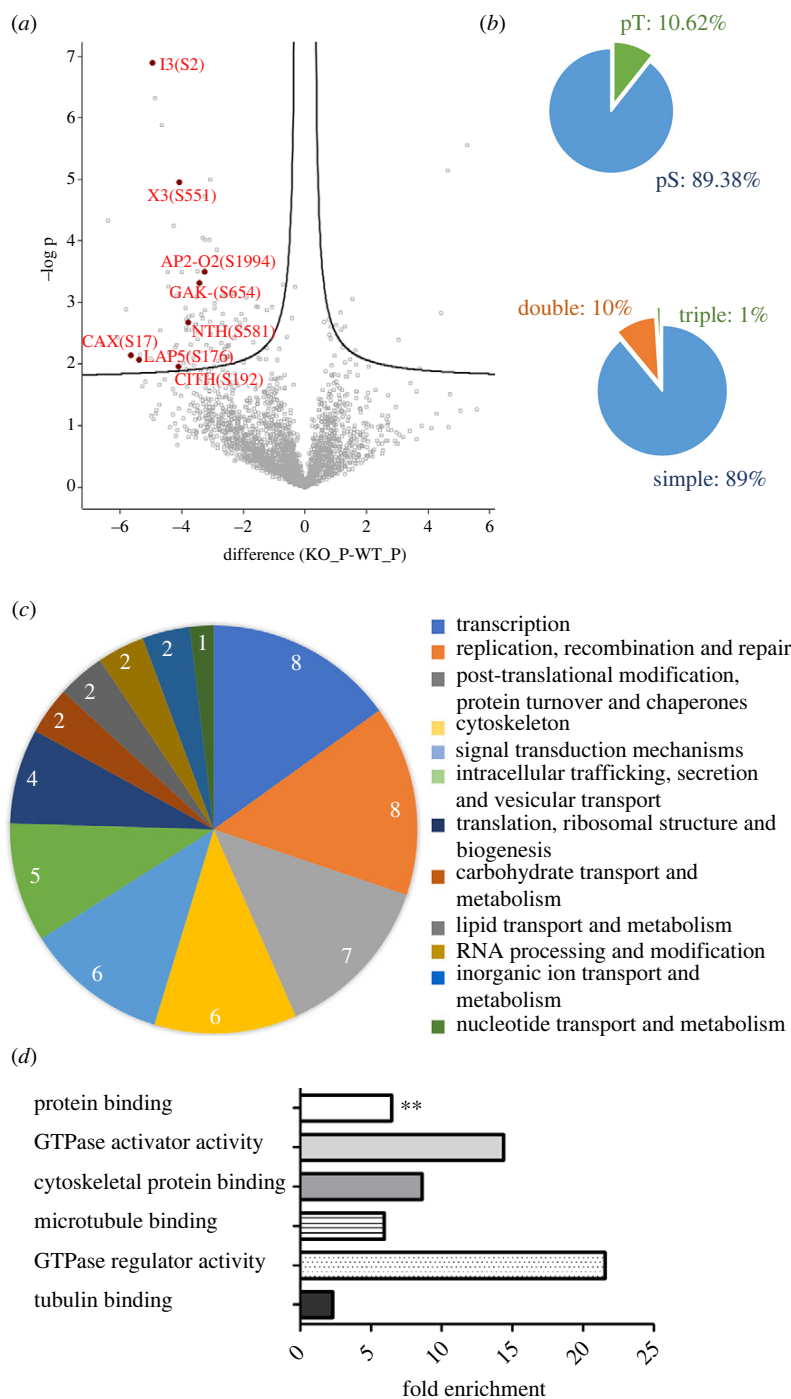 (a)
7
6
5
4
3
2
1
0
–log p
I3(S2)
X3(S551)
AP2-O2(S1994)
GAK-(S654)
NTH(S581)
CAX(S17)
LAP5(S176)
CITH(S192)
–6
–4
–2
0
2
4
6
difference (KO_P-WT_P)
(b)
pT: 10.62%
pS: 89.38%
double: 10%
triple: 1%
simple: 89%
(c)
8
8
7
6
6
5
4
2
2
2
2
1
transcription
replication, recombination and repair
post-translational modification,
protein turnover and chaperones
cytoskeleton
signal transduction mechanisms
intracellular trafficking, secretion
and vesicular transport
translation, ribosomal structure and
biogenesis
carbohydrate transport and
metabolism
lipid transport and metabolism
RNA processing and modification
inorganic ion transport and
metabolism
nucleotide transport and metabolism
(d)
protein binding
**
GTPase activator activity
cytoskeletal protein binding
microtubule binding
GTPase regulator activity
tubulin binding
0
5
10
15
20
25
fold enrichment